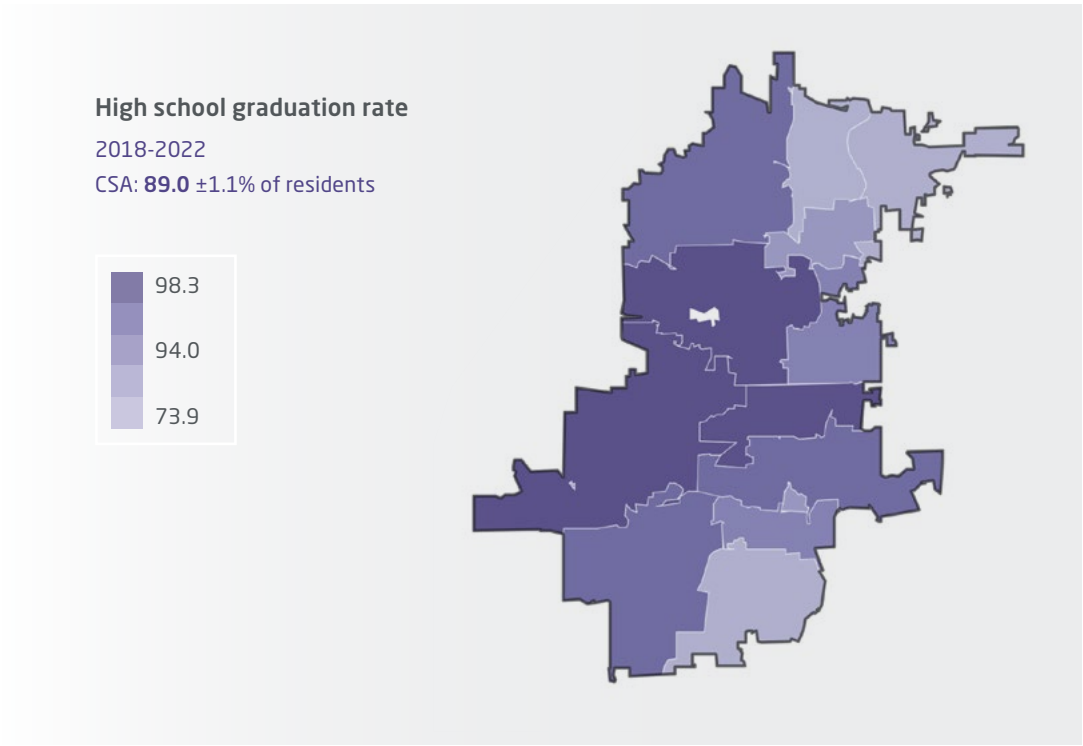 High school graduation rate
2018-2022
CSA: 89.0 ±1.1% of residents
98.3
94.0
73.9